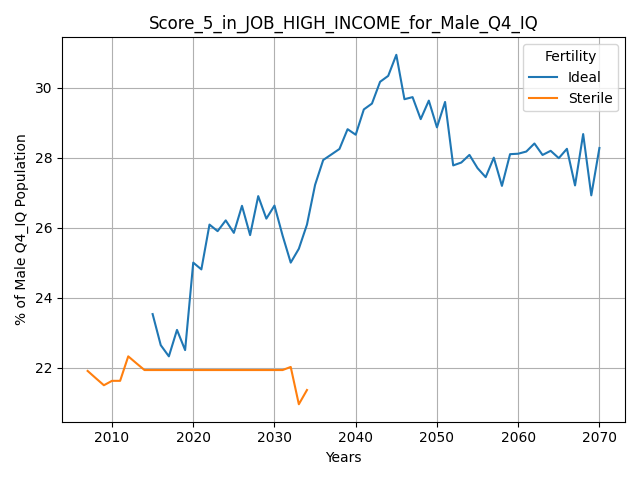 Score_5_in_JOB_HIGH_INCOME_for_Male_Q4_IQ
% of Male Q4_IQ Population
30
28
26
24
22
Fertility
Ideal
Sterile
2010 2020 2030 2040 2050 2060 2070
Years